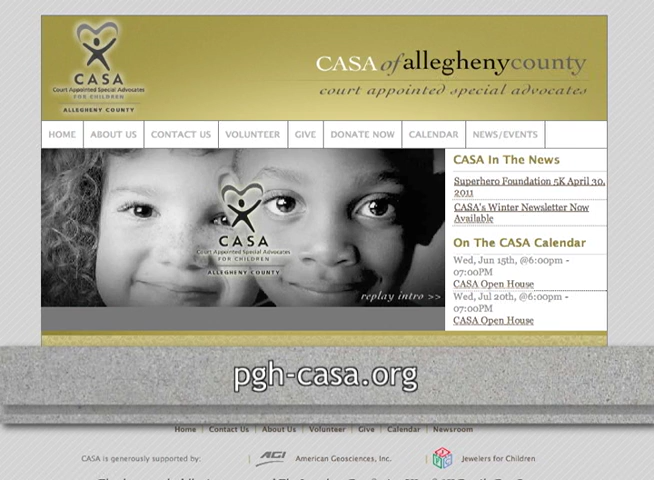 CASA
Court Appointed Special Advocates
FOR CHILDREN
ALLEGHENY COUNTY
CASA of alleghenycounty
court appointed special advocates
HOME
ABOUT US
CONTACT US
VOLUNTEER
GIVE
DONATE NOW
CALENDAR
NEWS/EVENTS
CASA
Court Appointed Special Advocates
FOR CHILDREN
ALLEGHENY COUNTY
replay intro >>
CASA In The News
Superhero Foundation 5K April 30,
2011
CASA's Winter Newsletter Now
Available
On The CASA Calendar
Wed, Jun 15th, @6:00pm -
07:00PM
CASA Open House
Wed, Jul 20th, @6:00pm -
07:00PM
CASA Open House
pgh-casa.org
Home | Contact Us | About Us | Volunteer | Give | Calendar | Newsroom
CASA is generously supported by: | AGI American Geosciences, Inc. | Jewelers for Children